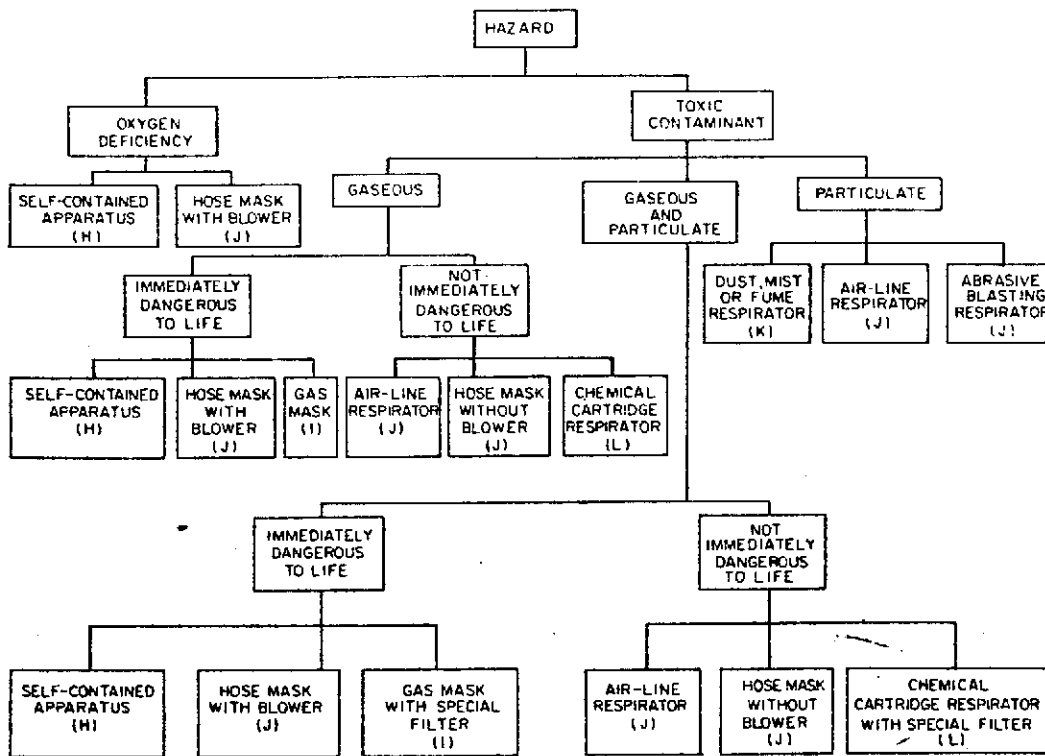 HAZARD
OXYGEN
DEFICIENCY
TOXIC
CONTAMINANT
SELF-CONTAINED
APPARATUS
(H)
HOSE MASK
WITH BLOWER
(J)
GASEOUS
GASEOUS
AND
PARTICULATE
PARTICULATE
IMMEDIATELY
DANGEROUS
TO LIFE
NOT
IMMEDIATELY
DANGEROUS
TO LIFE
DUST, MIST
OR FUME
RESPIRATOR
(K)
AIR-LINE
RESPIRATOR
(J)
ABRASIVE
BLASTING
RESPIRATOR
(J)
SELF-CONTAINED
APPARATUS
(H)
HOSE MASK
WITH
BLOWER
(J)
GAS
MASK
(I)
AIR-LINE
RESPIRATOR
(J)
HOSE MASK
WITHOUT
BLOWER
(J)
CHEMICAL
CARTRIDGE
RESPIRATOR
(L)
IMMEDIATELY
DANGEROUS
TO LIFE
NOT
IMMEDIATELY
DANGEROUS
TO LIFE
SELF-CONTAINED
APPARATUS
(H)
HOSE MASK
WITH BLOWER
(J)
GAS MASK
WITH SPECIAL
FILTER
(I)
AIR-LINE
RESPIRATOR
(J)
HOSE MASK
WITHOUT
BLOWER
(J)
CHEMICAL
CARTRIDGE RESPIRATOR
WITH SPECIAL FILTER
(L)